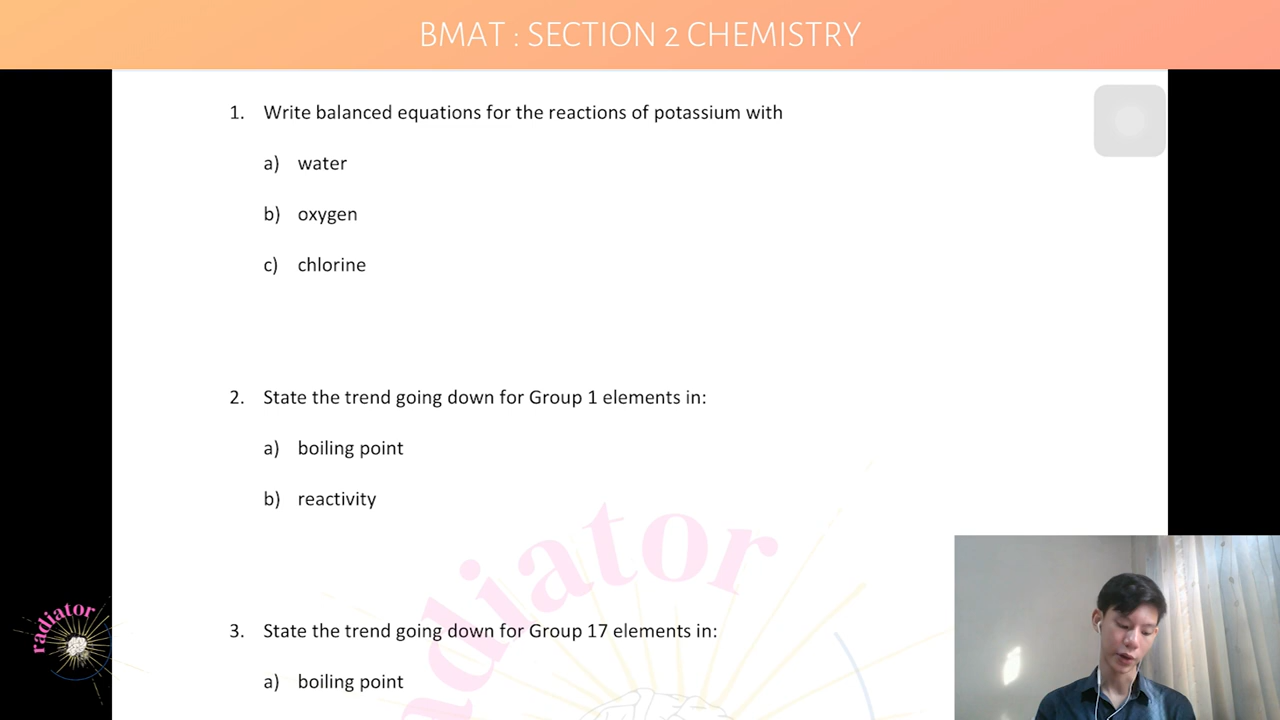 BMAT : SECTION 2 CHEMISTRY
1. Write balanced equations for the reactions of potassium with
a) water
b) oxygen
c) chlorine
2. State the trend going down for Group 1 elements in:
a) boiling point
b) reactivity
radiator
3. State the trend going down for Group 17 elements in:
a) boiling point
adiator